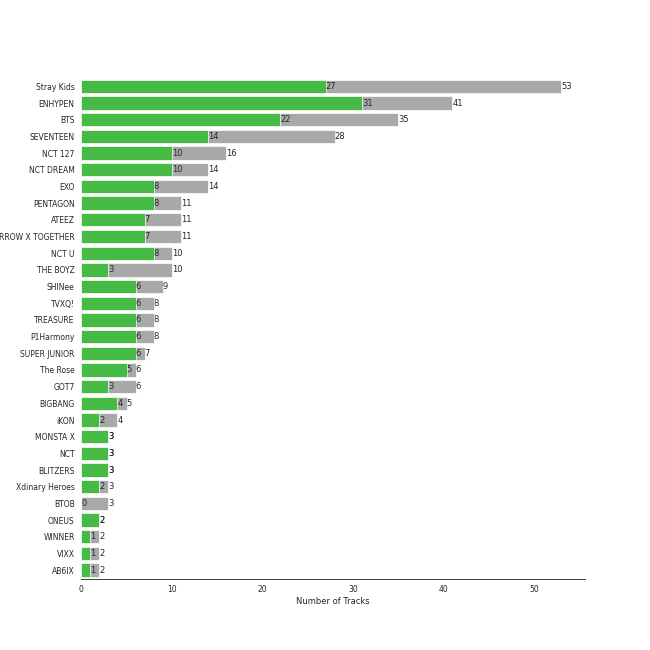 Stray Kids 27 53
ENHYPEN 31 41
BTS 22 35
SEVENTEEN 14 28
NCT 127 10 16
NCT DREAM 10 14
EXO 8 14
PENTAGON 8 11
ATEEZ 7 11
RROW X TOGETHER 7 11
NCT U 8 10
THE BOYZ 3 10
SHINee 6 9
TVXQ! 6 8
TREASURE 6 8
P1Harmony 6 8
SUPER JUNIOR 6 7
The Rose 5 6
GOT7 3 6
BIGBANG 4 5
iKON 2 4
MONSTA X 3
NCT 3
BLITZERS 3
Xdinary Heroes 2 3
BTOB 0 3
ONEUS 2
WINNER 1 2
VIXX 1 2
AB6IX 1 2
0 10 20 30 40 50
Number of Tracks